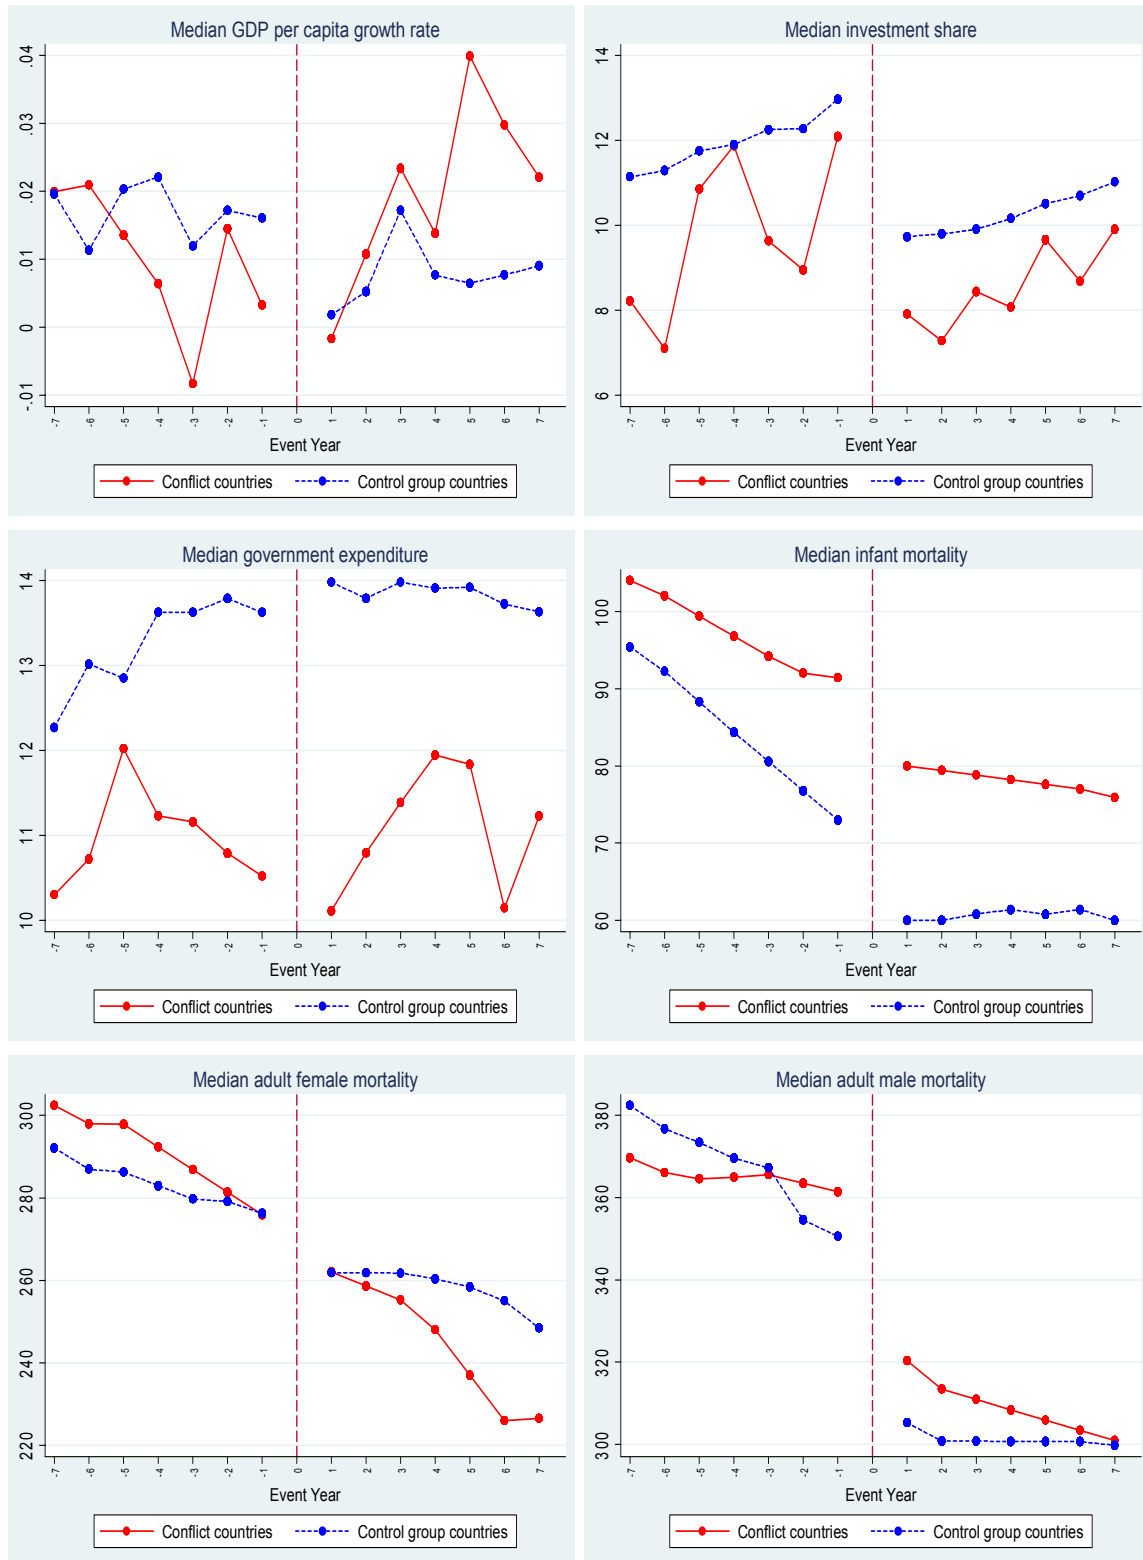 Median GDP per capita growth rate
.04
.03
.02
.01
0
-.01
-7 -6 -5 -4 -3 -2 -1 0 1 2 3 4 5 6 7
Event Year
Conflict countries Control group countries
Median investment share
14
12
10
8
6
-7 -6 -5 -4 -3 -2 -1 0 1 2 3 4 5 6 7
Event Year
Conflict countries Control group countries
Median government expenditure
14
13
12
11
10
-7 -6 -5 -4 -3 -2 -1 0 1 2 3 4 5 6 7
Event Year
Conflict countries Control group countries
Median infant mortality
100
90
80
70
60
-7 -6 -5 -4 -3 -2 -1 0 1 2 3 4 5 6 7
Event Year
Conflict countries Control group countries
Median adult female mortality
300
280
260
240
220
-7 -6 -5 -4 -3 -2 -1 0 1 2 3 4 5 6 7
Event Year
Conflict countries Control group countries
Median adult male mortality
380
360
340
320
300
-7 -6 -5 -4 -3 -2 -1 0 1 2 3 4 5 6 7
Event Year
Conflict countries Control group countries